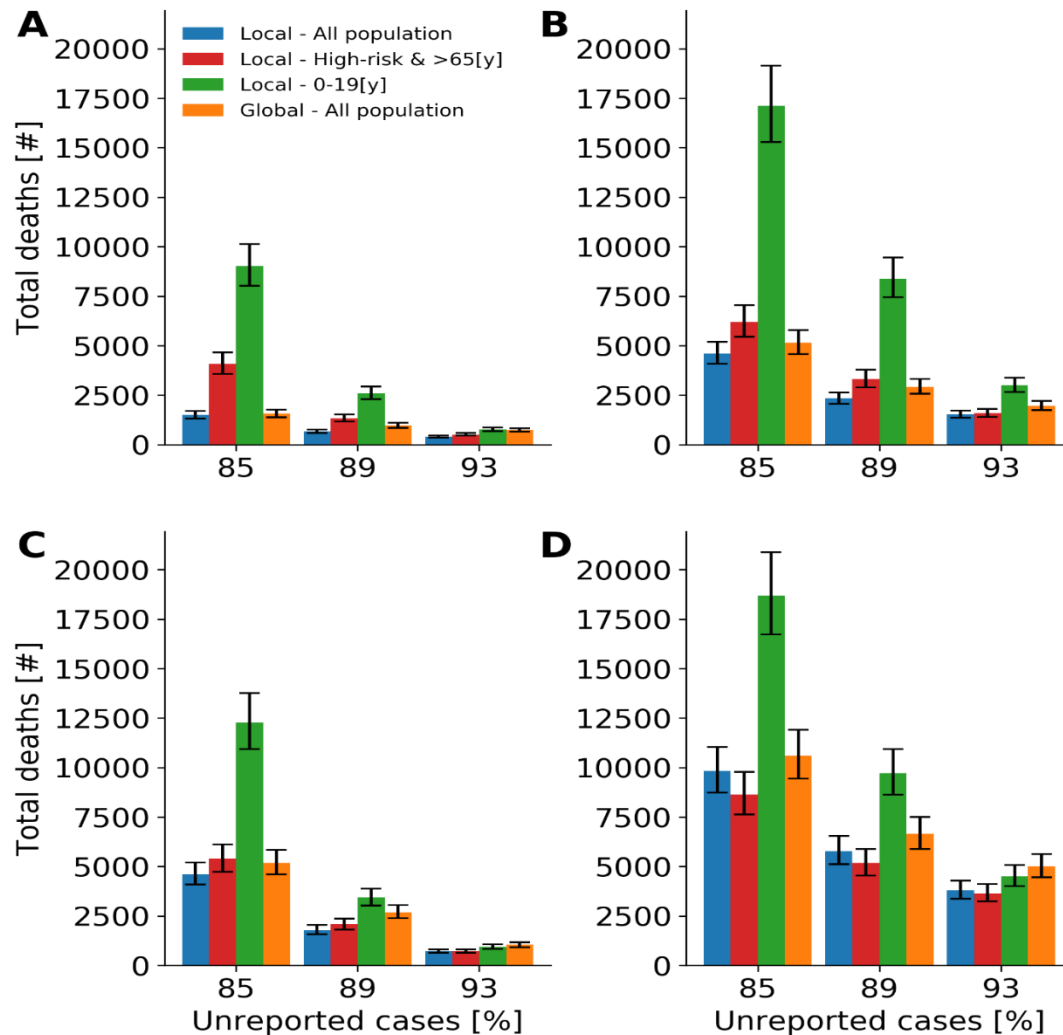 A
Local - All population
Local - High-risk & >65[y]
Local - 0-19[y]
Global - All population
Total deaths [#]
20000
17500
15000
12500
10000
7500
5000
2500
0
85 89 93
B
20000
17500
15000
12500
10000
7500
5000
2500
0
85 89 93
C
Total deaths [#]
20000
17500
15000
12500
10000
7500
5000
2500
0
85 89 93
Unreported cases [%]
D
20000
17500
15000
12500
10000
7500
5000
2500
0
85 89 93
Unreported cases [%]